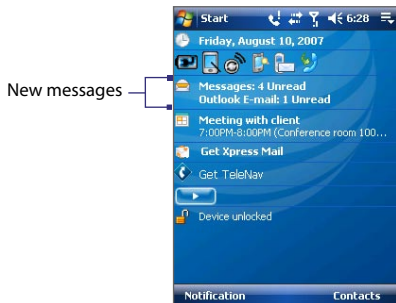 Start 6:28
Friday, August 10, 2007
New messages
Messages: 4 Unread
Outlook E-mail: 1 Unread
Meeting with client
7:00PM-8:00PM (Conference room 100...
Get Xpress Mail
Get TeleNav
Device unlocked
Notification Contacts